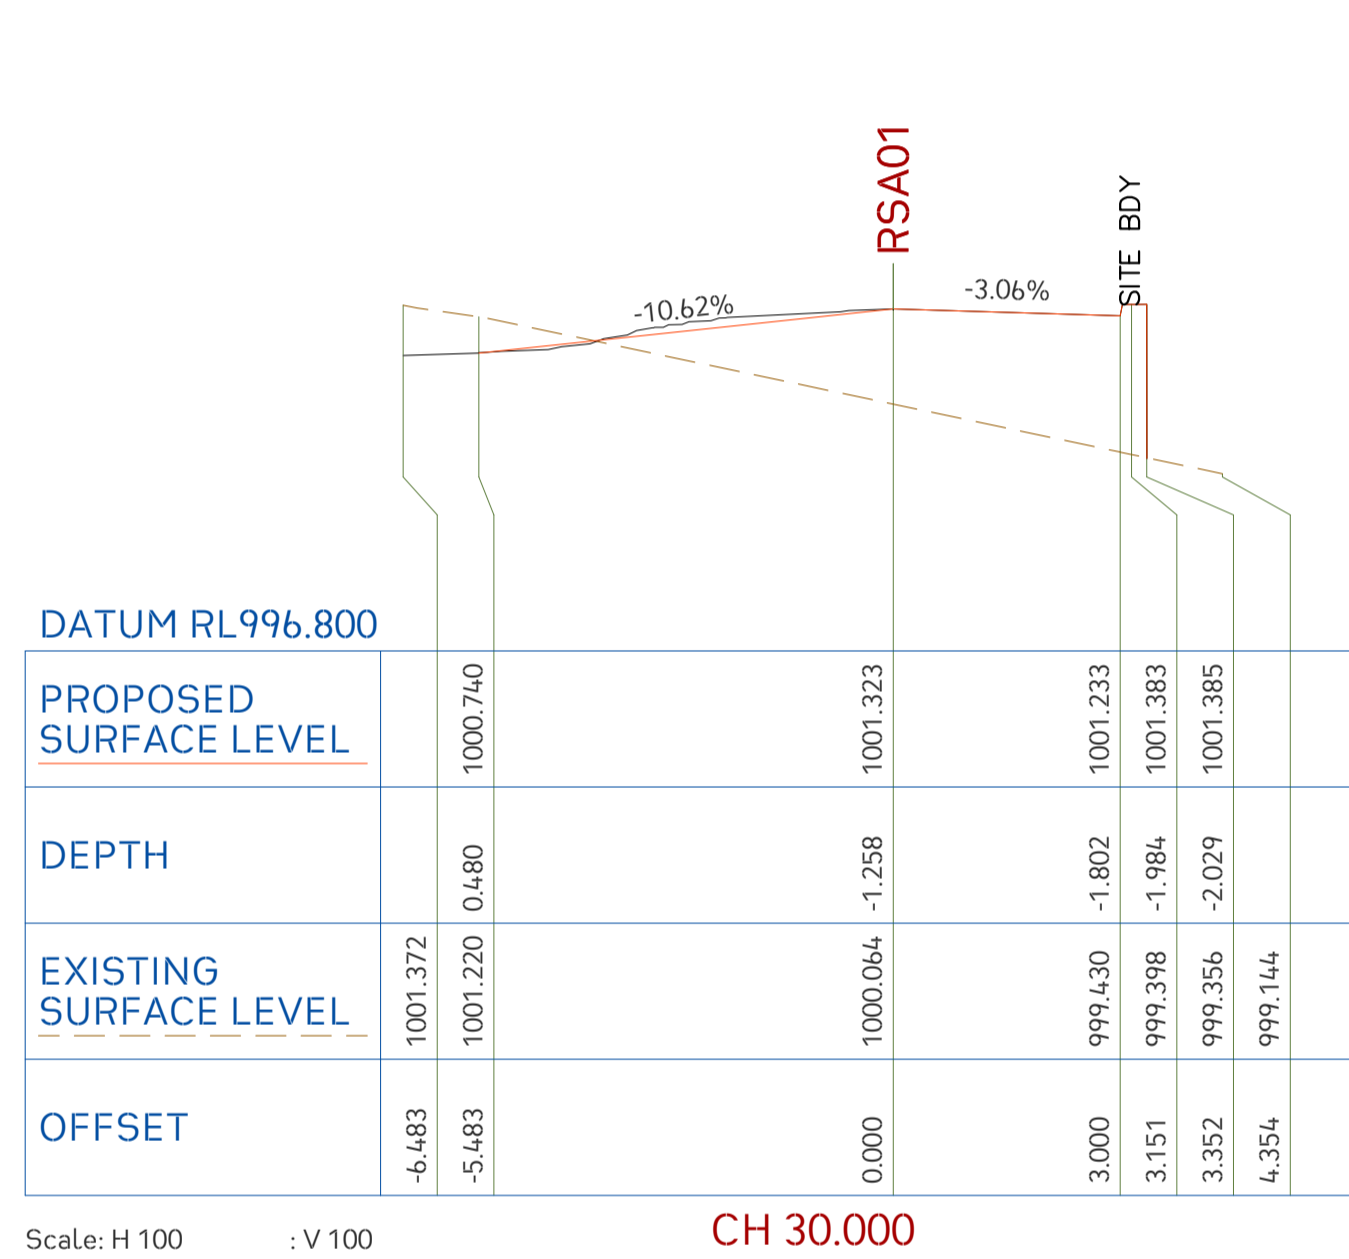 RSA01
SITE BDY
-10.62%
-3.06%
DATUM RL996.800
PROPOSED
SURFACE LEVEL
1000.740
1001.323
1001.233
1001.383
1001.385
DEPTH
0.480
-1.258
-1.802
-1.984
-2.029
EXISTING
SURFACE LEVEL
1001.372
1001.220
1000.064
999.430
999.398
999.356
999.144
OFFSET
-6.483
-5.483
0.000
3.000
3.151
3.352
4.354
CH 30.000
Scale: H 100 : V 100